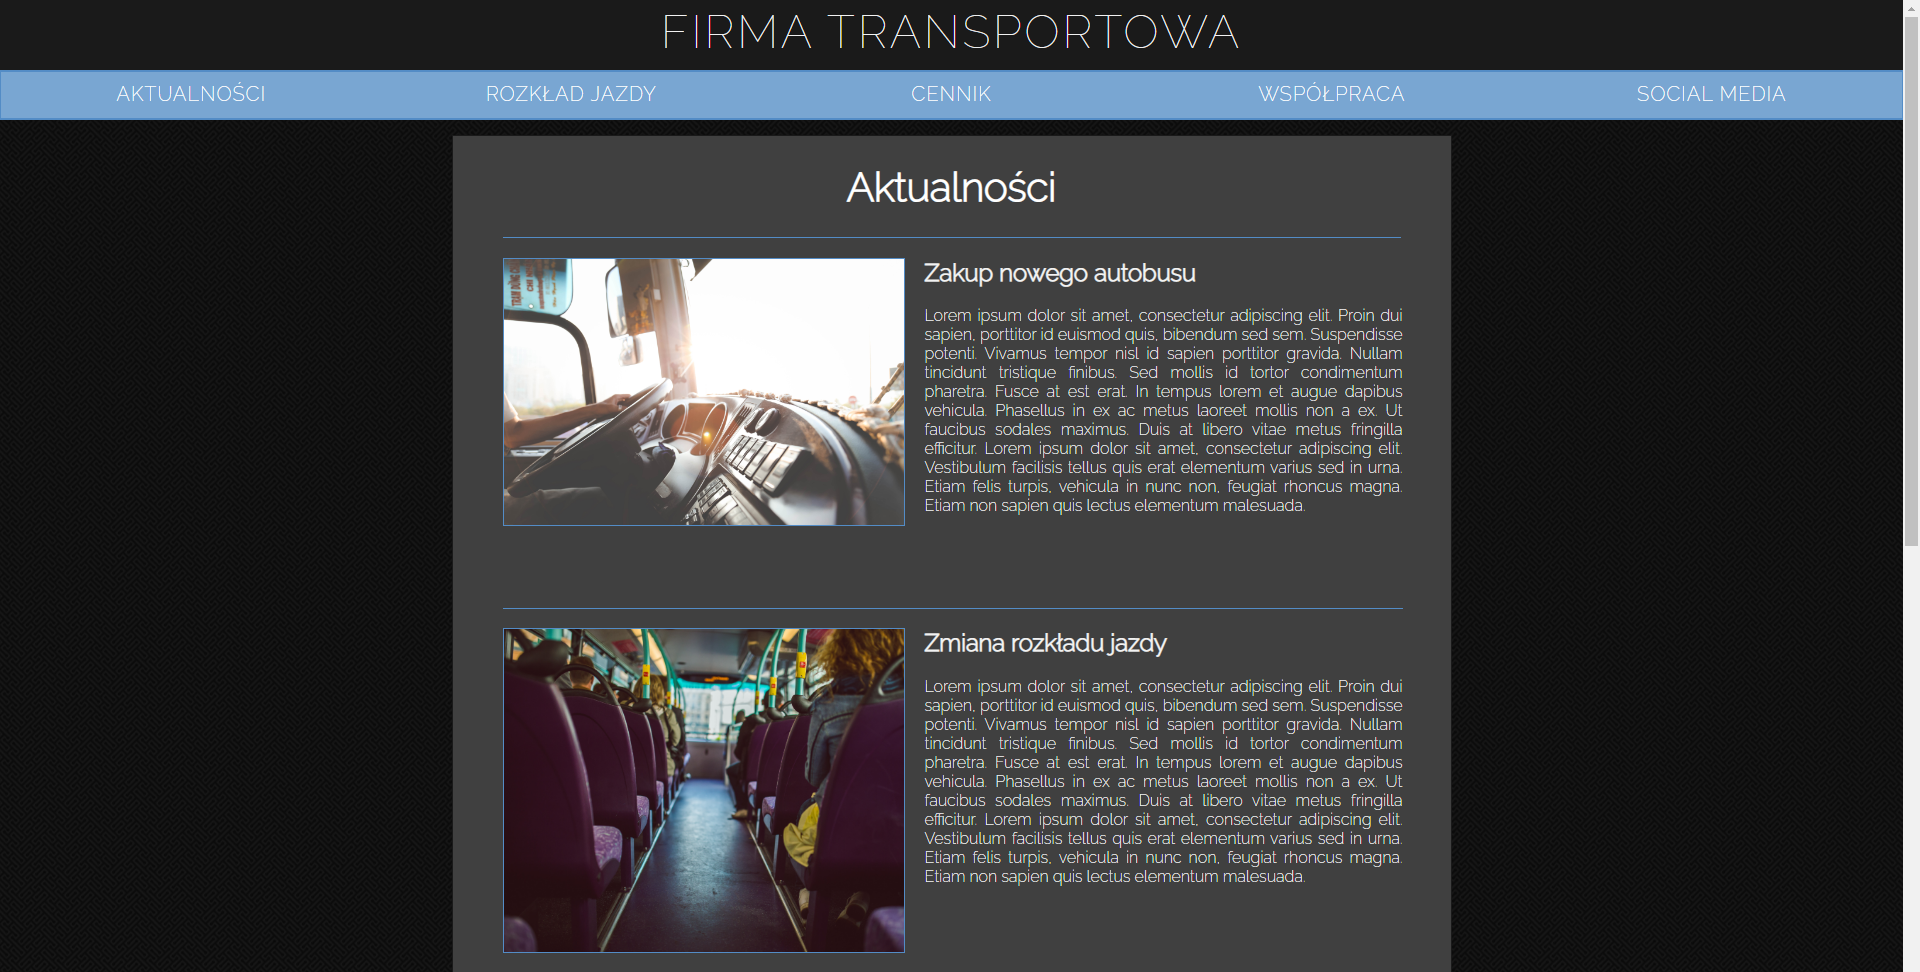 FIRMA TRANSPORTOWA
AKTUALNOŚCI ROZKŁAD JAZDY CENNIK WSPÓŁPRACA SOCIAL MEDIA
Aktualności
Zakup nowego autobusu
Lorem ipsum dolor sit amet, consectetur adipiscing elit. Proin dui
sapien, porttitor id euismod quis, bibendum sed sem. Suspendisse
potenti. Vivamus tempor nisl id sapien porttitor gravida. Nullam
tincidunt tristique finibus. Sed mollis id tortor condimentum
pharetra. Fusce at est erat. In tempus lorem et augue dapibus
vehicula. Phasellus in ex ac metus laoreet mollis non a ex. Ut
faucibus sodales maximus. Duis at libero vitae metus fringilla
efficitur. Lorem ipsum dolor sit amet, consectetur adipiscing elit.
Vestibulum facilisis tellus quis erat elementum varius sed in urna.
Etiam felis turpis, vehicula in nunc non, feugiat rhoncus magna.
Etiam non sapien quis lectus elementum malesuada.
Zmiana rozkładu jazdy
Lorem ipsum dolor sit amet, consectetur adipiscing elit. Proin dui
sapien, porttitor id euismod quis, bibendum sed sem. Suspendisse
potenti. Vivamus tempor nisl id sapien porttitor gravida. Nullam
tincidunt tristique finibus. Sed mollis id tortor condimentum
pharetra. Fusce at est erat. In tempus lorem et augue dapibus
vehicula. Phasellus in ex ac metus laoreet mollis non a ex. Ut
faucibus sodales maximus. Duis at libero vitae metus fringilla
efficitur. Lorem ipsum dolor sit amet, consectetur adipiscing elit.
Vestibulum facilisis tellus quis erat elementum varius sed in urna.
Etiam felis turpis, vehicula in nunc non, feugiat rhoncus magna.
Etiam non sapien quis lectus elementum malesuada.